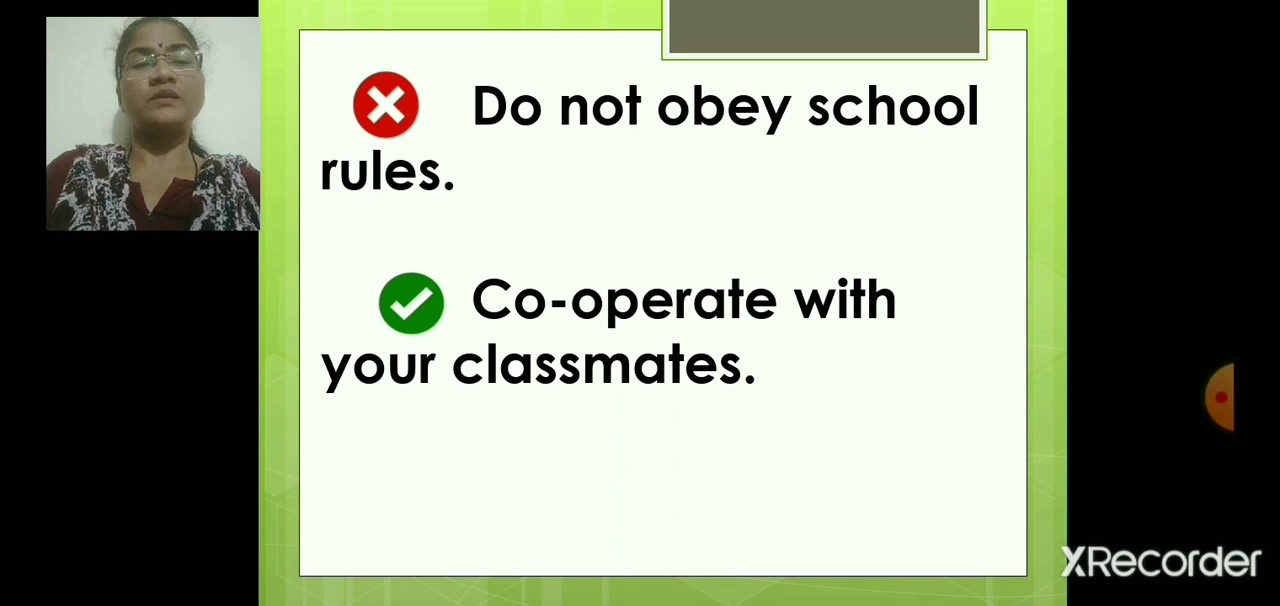 Do not obey school
rules.
Co-operate with
your classmates.
XRecorder